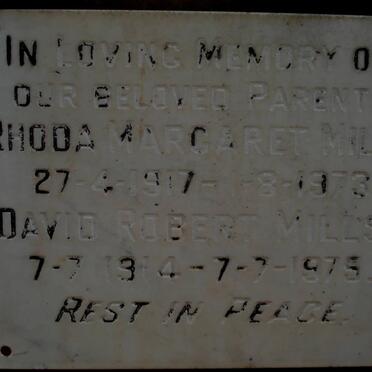 IN LOVING MEMORY O
OUR BELOVED PARENT
RHODA MARGARET MIL
27-4-1917- -8-1973
DAVID ROBERT MILLS
7-7-1914-7-7-1975.
REST IN PEACE.